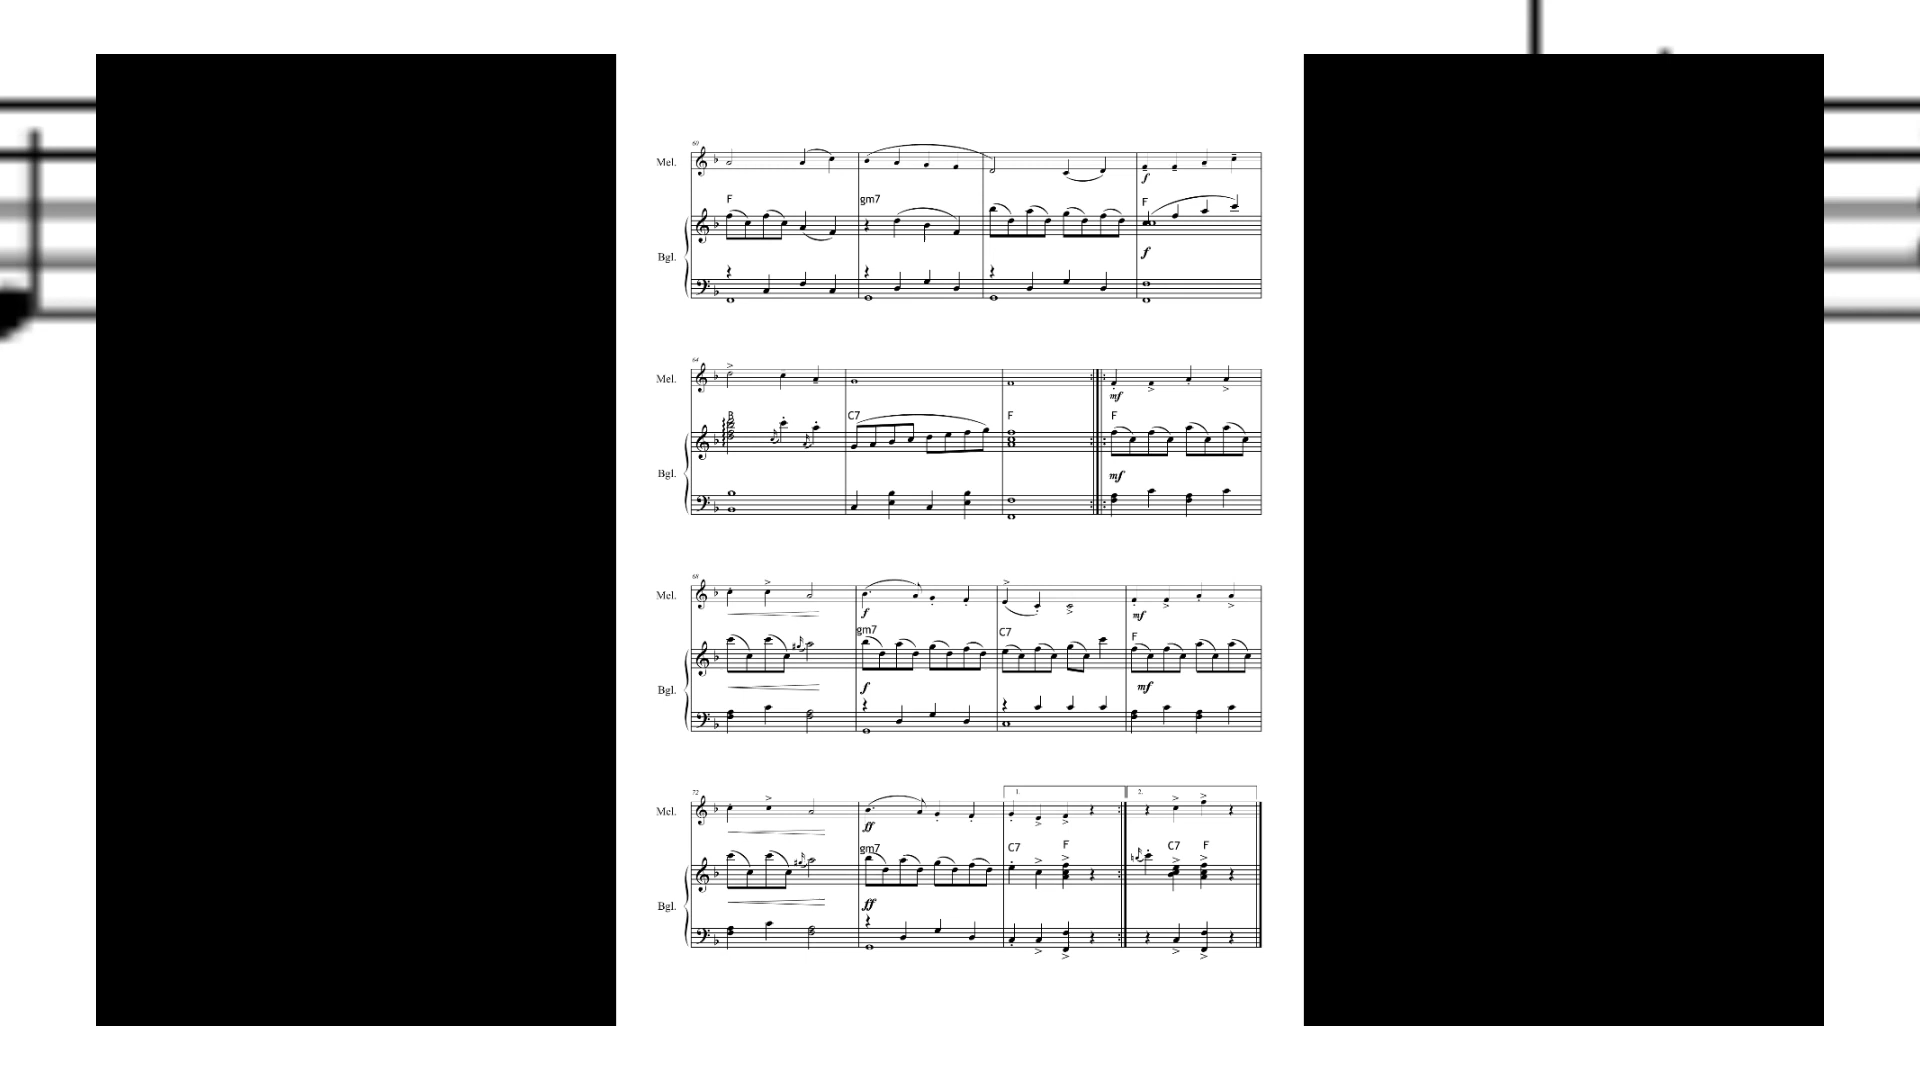 60
Mel.
f
F gm7 F
f
Bgl.
64
Mel.
mf
B C7 F F
mf
Bgl.
68
Mel.
f mf
gm7 C7 F
f mf
Bgl.
72
1. 2.
Mel.
ff
gm7 C7 F C7 F
ff
Bgl.